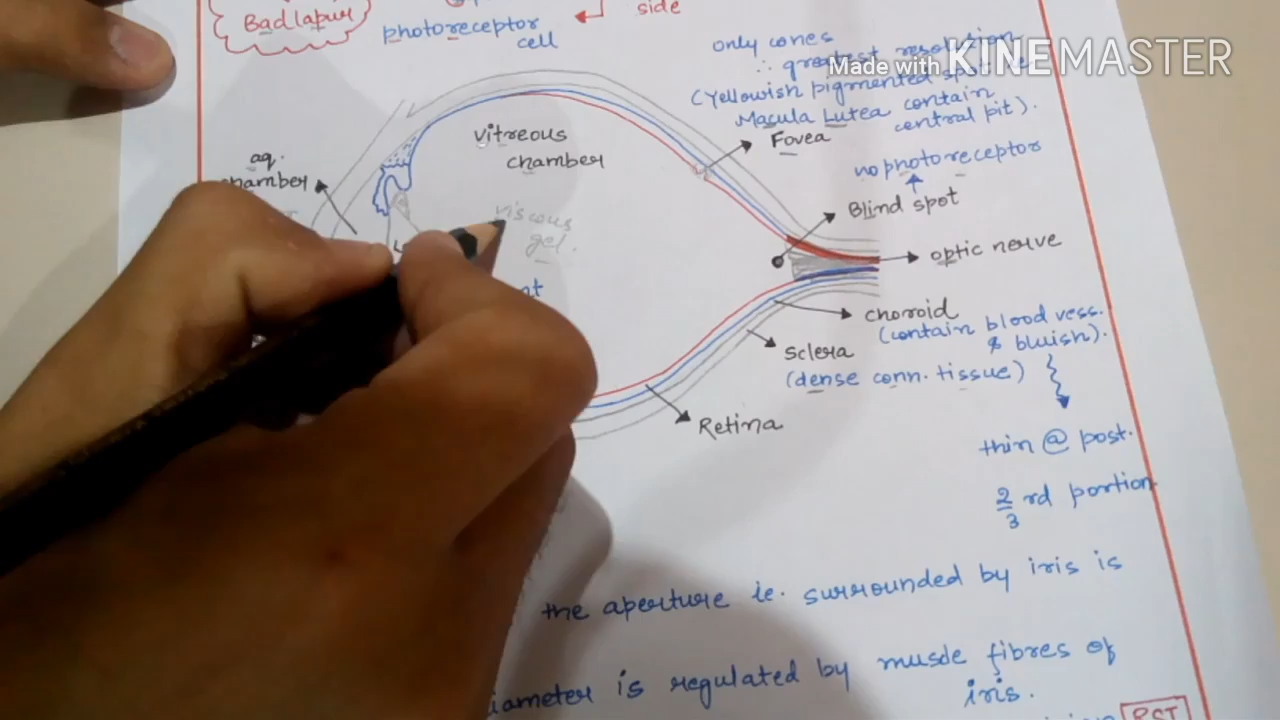 Badlapur
photoreceptor
cell
side
only cones
∴ greatest resolution
Made with KINEMASTER
(Yellowish pigmented spot
Macula Lutea contain
central pit).
Fovea
vitreous
chamber
aq.
chamber
no photoreceptor
Blind spot
viscous
gel.
optic nerve
choroid
(contain blood vess.
& bluish).
sclera
(dense conn. tissue)
Retina
thin @ post.
2/3 rd portion
the aperture ie. surrounded by iris is
diameter is regulated by muscle fibres of
iris.